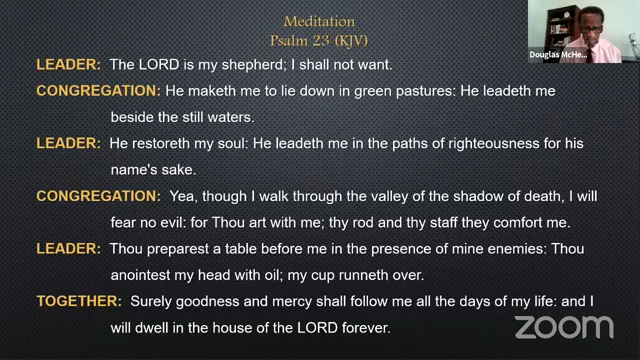 Meditation
Psalm 23 (KJV)
Douglas McHe...
LEADER: The LORD is my shepherd; I shall not want.
CONGREGATION: He maketh me to lie down in green pastures: He leadeth me
beside the still waters.
LEADER: He restoreth my soul: He leadeth me in the paths of righteousness for his
name's sake.
CONGREGATION: Yea, though I walk through the valley of the shadow of death, I will
fear no evil: for Thou art with me; thy rod and thy staff they comfort me.
LEADER: Thou preparest a table before me in the presence of mine enemies: Thou
anointest my head with oil; my cup runneth over.
TOGETHER: Surely goodness and mercy shall follow me all the days of my life: and I
will dwell in the house of the LORD forever.
zoom